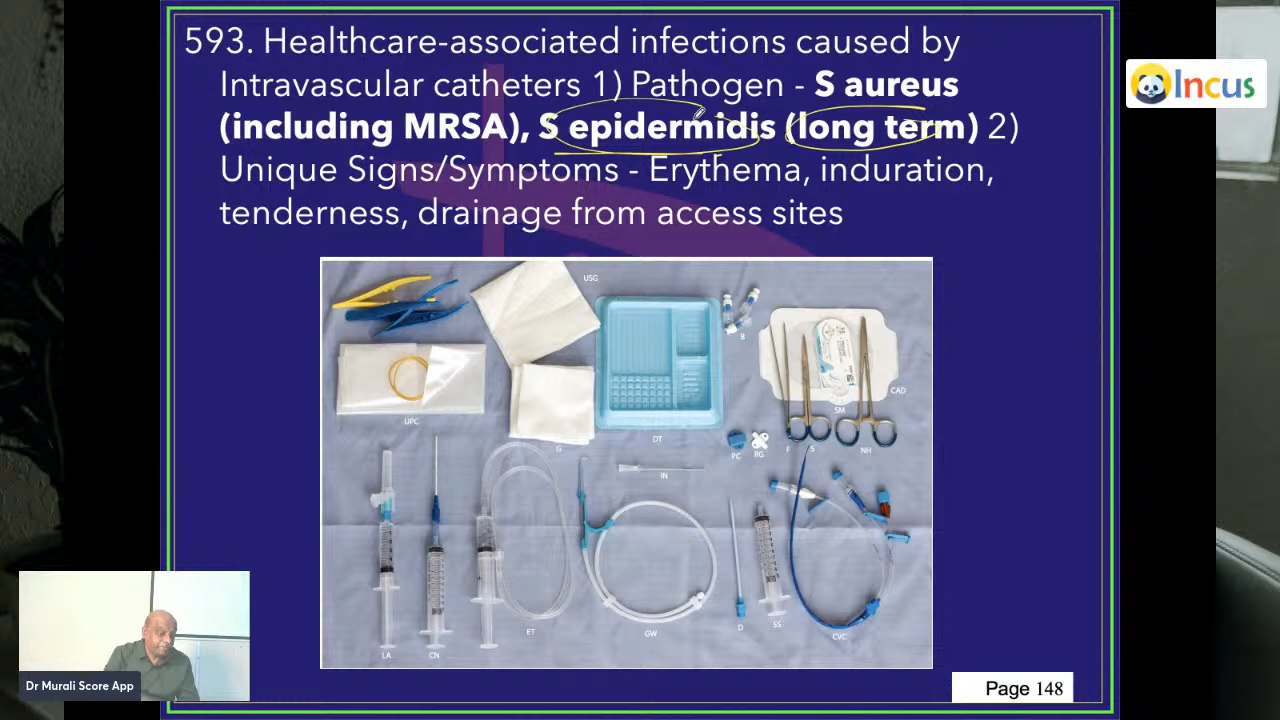 593. Healthcare-associated infections caused by
Intravascular catheters 1) Pathogen - S aureus
(including MRSA), S epidermidis (long term) 2)
Unique Signs/Symptoms - Erythema, induration,
tenderness, drainage from access sites
Incus
USG
B
CAD
SM
UPC
G
DT
PC
RG
F
S
NH
IN
LA
CN
ET
GW
D
SS
CVC
Dr Murali Score App
Page 148